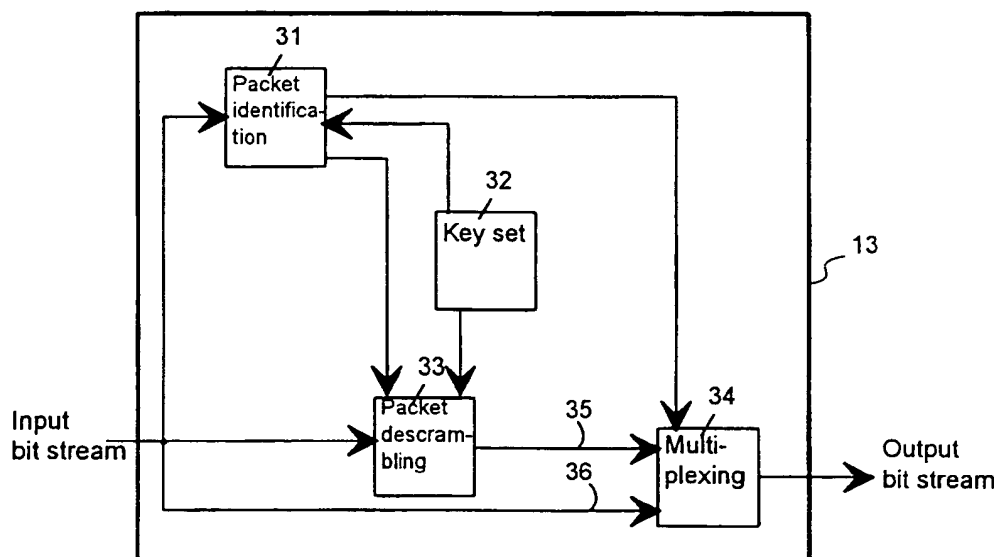 31
Packet
identifica-
tion
32
Key set
13
33
Packet
descram-
bling
35
34
Multi-
plexing
36
Input
bit stream
Output
bit stream